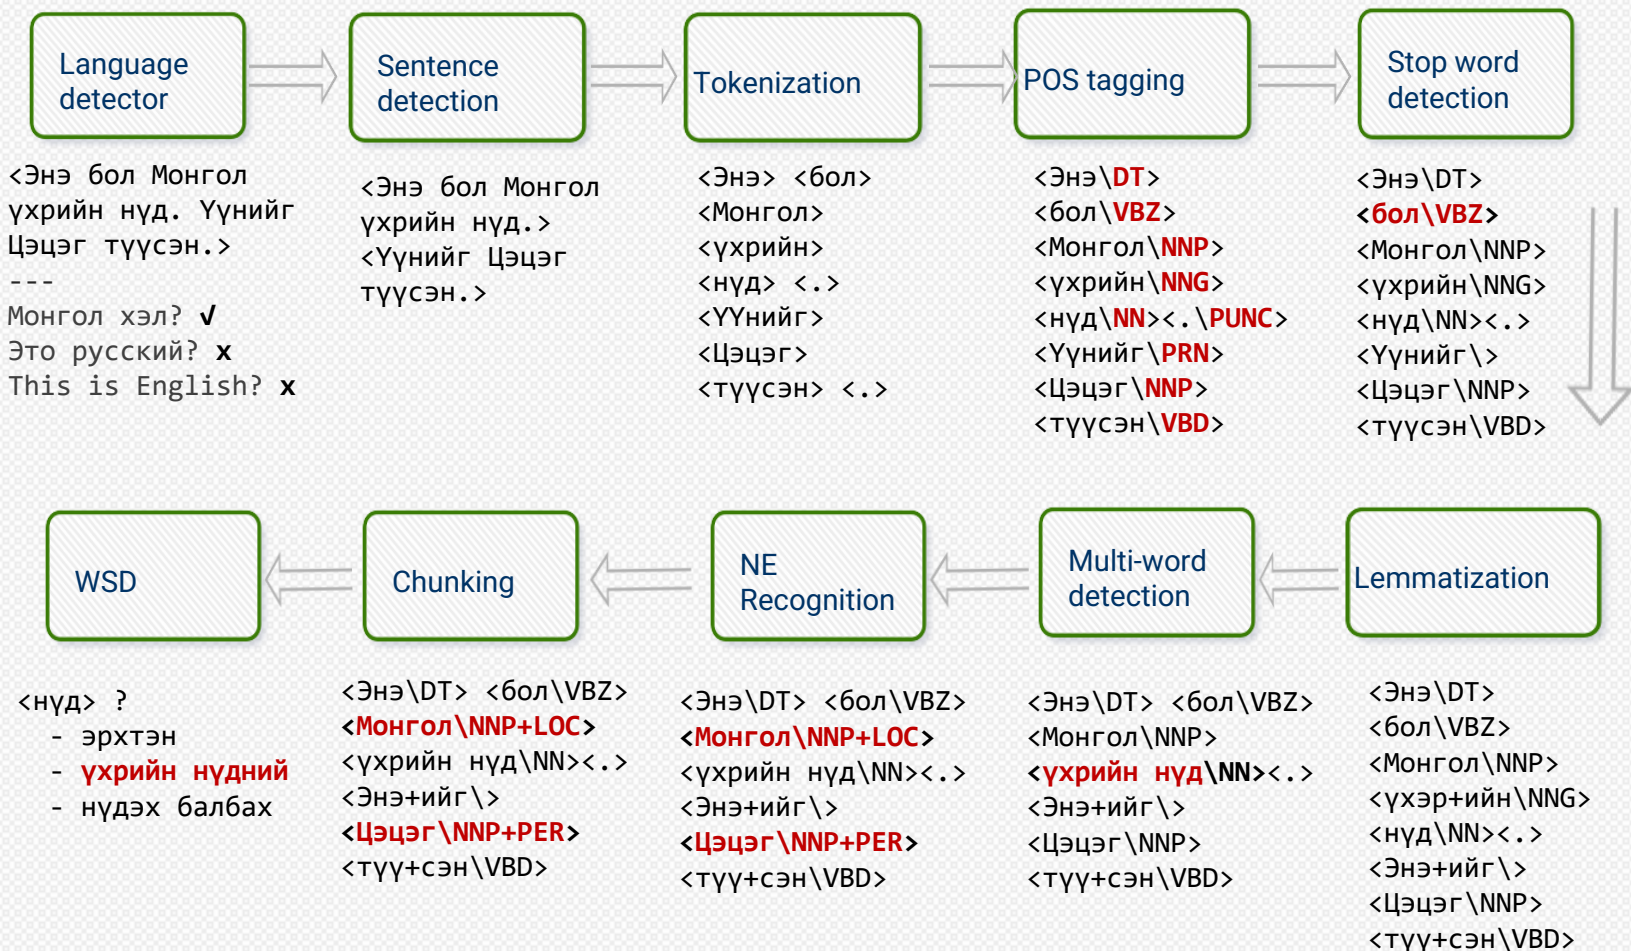 Language
detector
Sentence
detection
Tokenization
POS tagging
Stop word
detection
<Энэ бол Монгол
үхрийн нүд. Үүнийг
Цэцэг түүсэн.>
---
Монгол хэл? √
Это русский? x
This is English? x
<Энэ бол Монгол
үхрийн нүд.>
<Үүнийг Цэцэг
түүсэн.>
<Энэ> <бол>
<Монгол>
<үхрийн>
<нүд> <.>
<ҮҮнийг>
<Цэцэг>
<түүсэн> <.>
<Энэ\DT>
<бол\VBZ>
<Монгол\NNP>
<үхрийн\NNG>
<нүд\NN><.\PUNC>
<Үүнийг\PRN>
<Цэцэг\NNP>
<түүсэн\VBD>
<Энэ\DT>
<бол\VBZ>
<Монгол\NNP>
<үхрийн\NNG>
<нүд\NN><.>
<Үүнийг\>
<Цэцэг\NNP>
<түүсэн\VBD>
WSD
Chunking
NE
Recognition
Multi-word
detection
Lemmatization
<нүд> ?
- эрхтэн
- үхрийн нүдний
- нүдэх балбах
<Энэ\DT> <бол\VBZ>
<Монгол\NNP+LOC>
<үхрийн нүд\NN><.>
<Энэ+ийг\>
<Цэцэг\NNP+PER>
<түү+сэн\VBD>
<Энэ\DT> <бол\VBZ>
<Монгол\NNP+LOC>
<үхрийн нүд\NN><.>
<Энэ+ийг\>
<Цэцэг\NNP+PER>
<түү+сэн\VBD>
<Энэ\DT> <бол\VBZ>
<Монгол\NNP>
<үхрийн нүд\NN><.>
<Энэ+ийг\>
<Цэцэг\NNP>
<түү+сэн\VBD>
<Энэ\DT>
<бол\VBZ>
<Монгол\NNP>
<үхэр+ийн\NNG>
<нүд\NN><.>
<Энэ+ийг\>
<Цэцэг\NNP>
<түү+сэн\VBD>